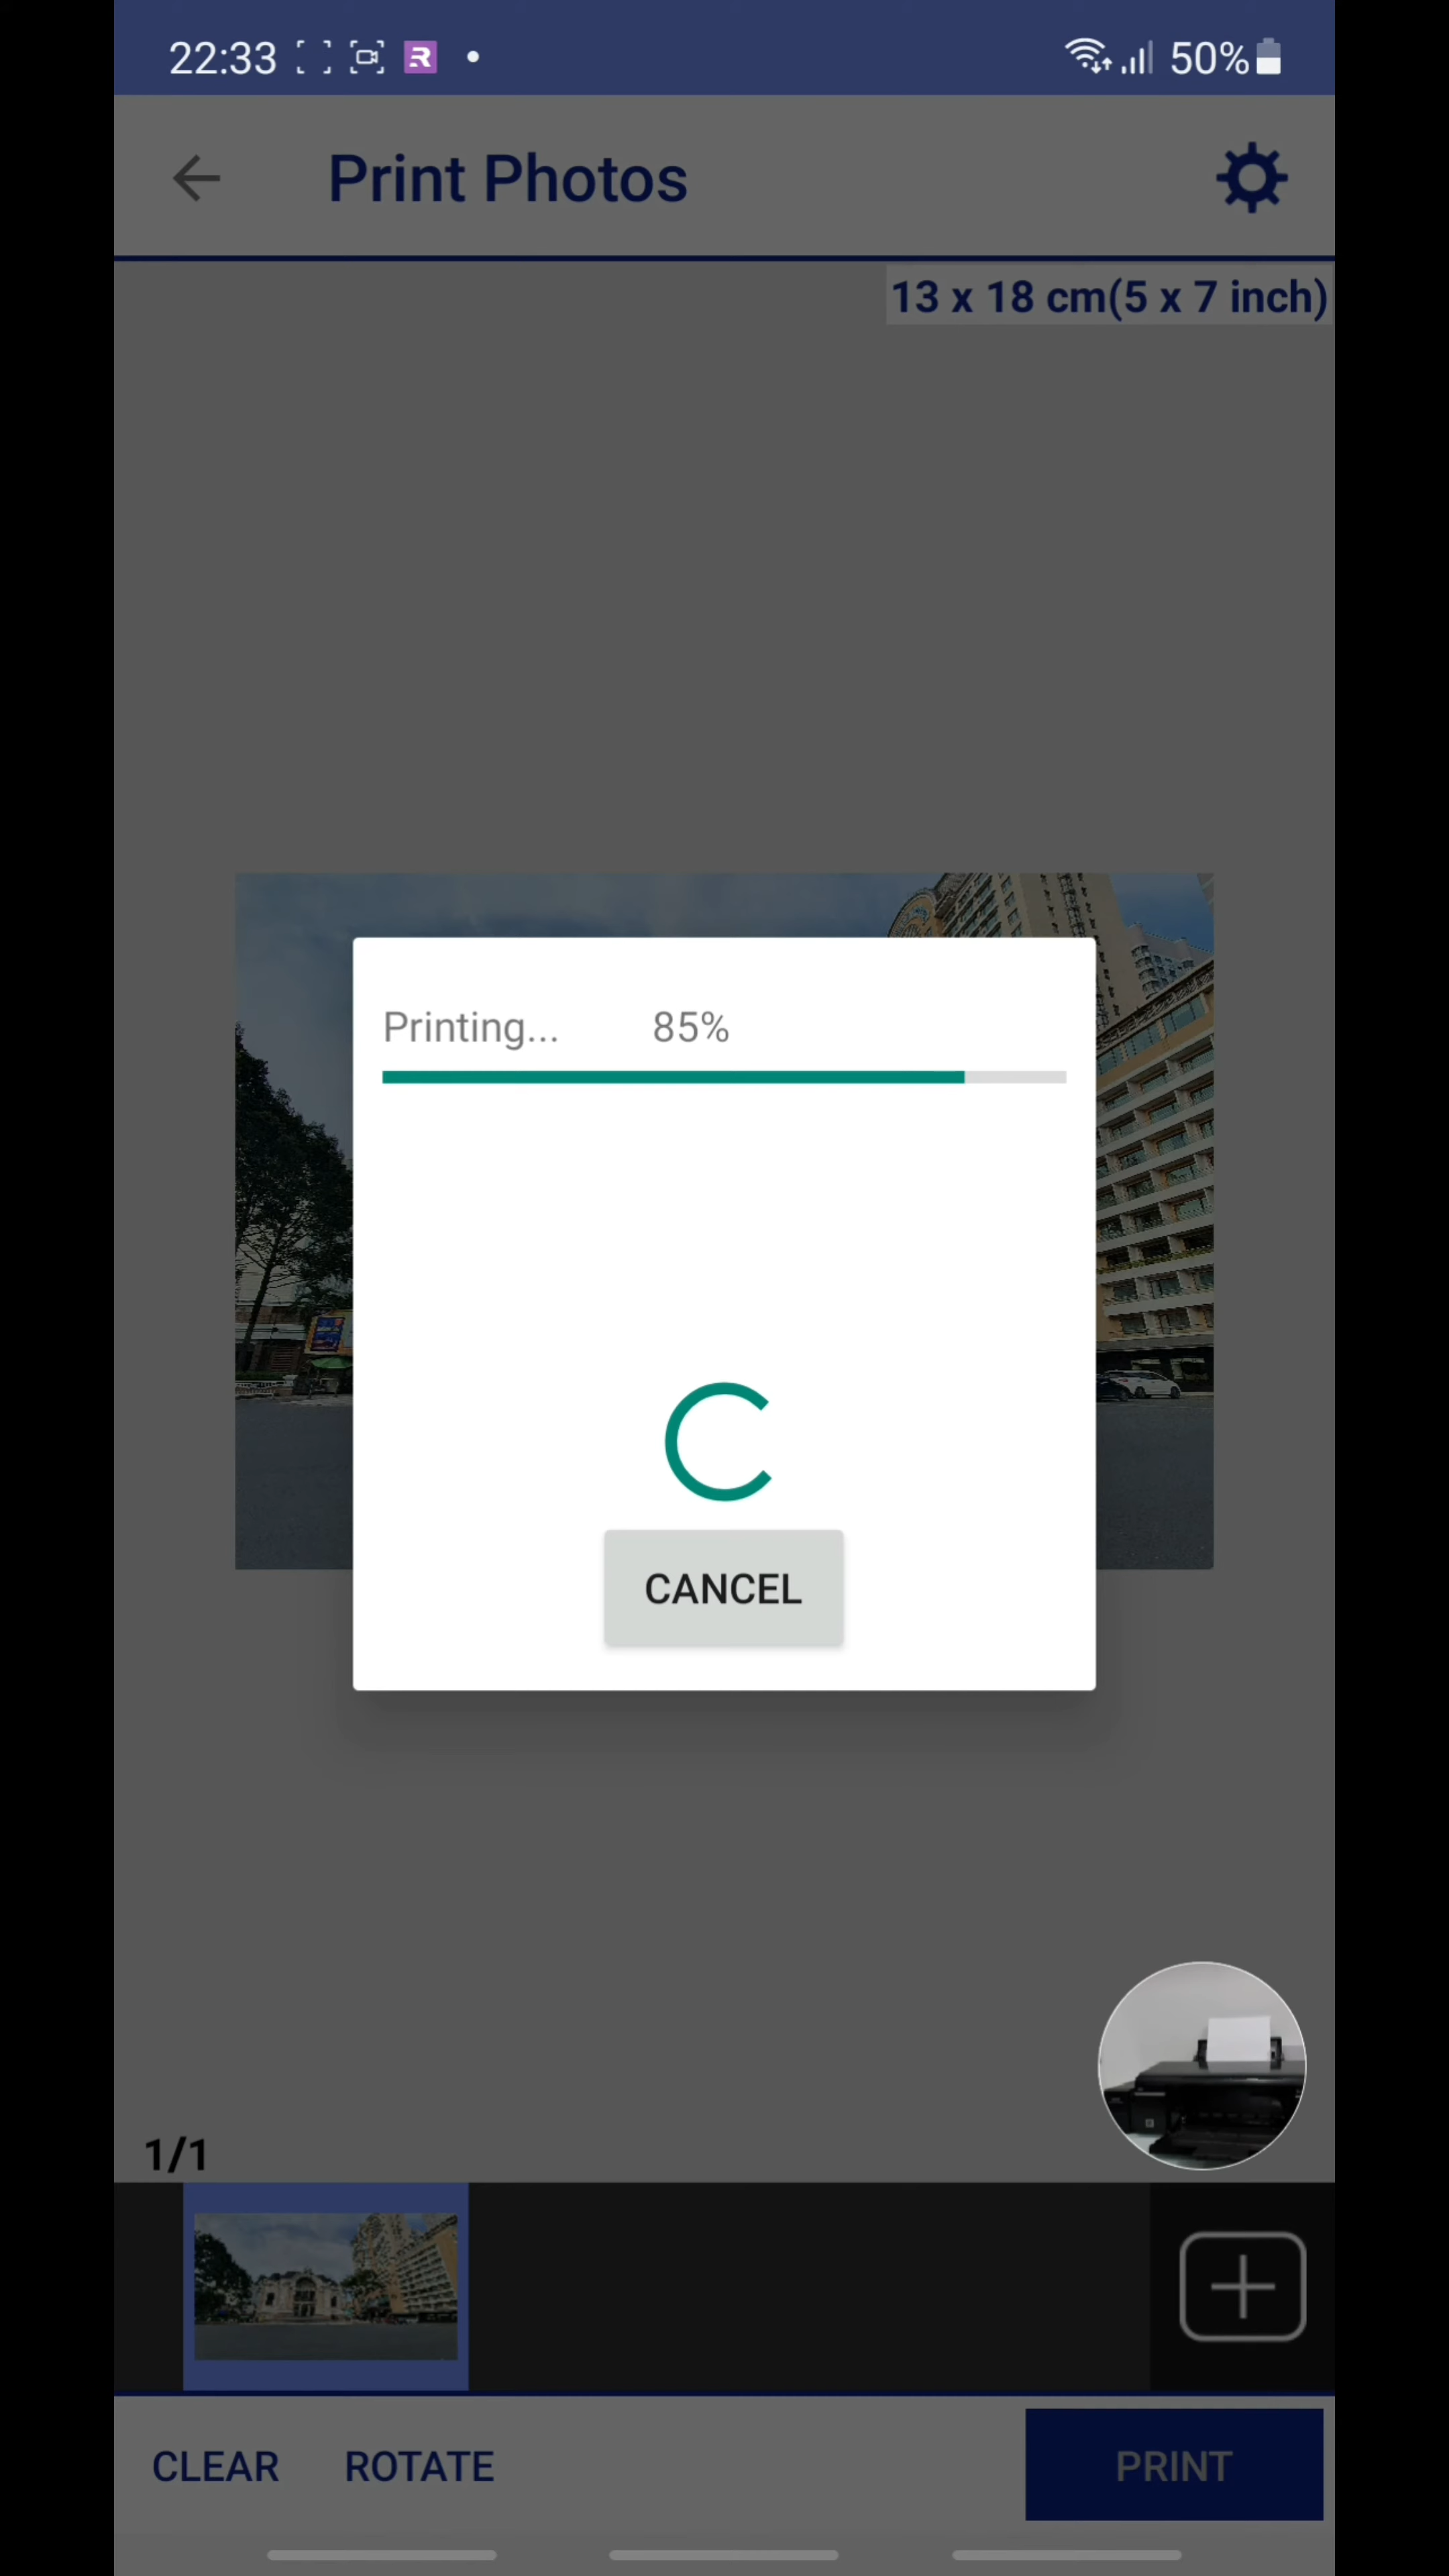 22:33 R 50%
Print Photos
13 x 18 cm(5 x 7 inch)
Printing... 85%
CANCEL
1/1
CLEAR ROTATE PRINT